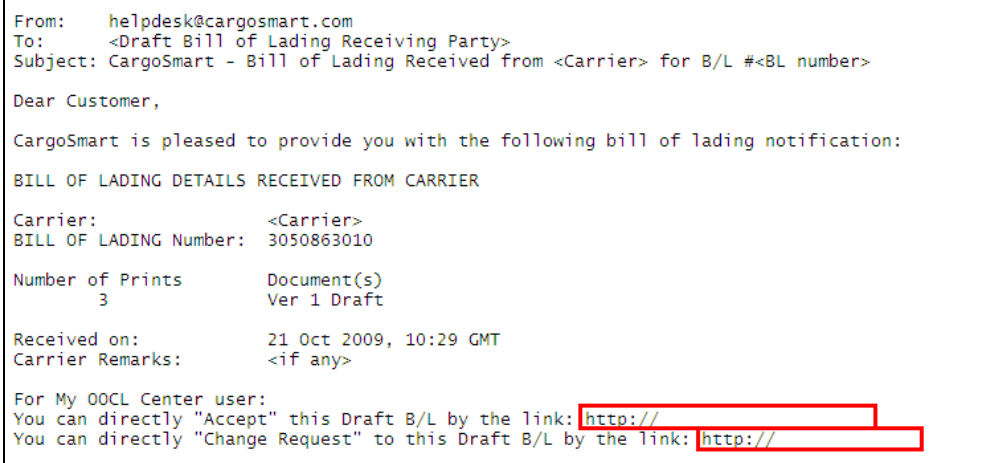 From: helpdesk@cargosmart.com
To: <Draft Bill of Lading Receiving Party>
Subject: CargoSmart - Bill of Lading Received from <Carrier> for B/L #<BL number>
Dear Customer,
CargoSmart is pleased to provide you with the following bill of lading notification:
BILL OF LADING DETAILS RECEIVED FROM CARRIER
Carrier: <Carrier>
BILL OF LADING Number: 3050863010
Number of Prints Document(s)
3 Ver 1 Draft
Received on: 21 Oct 2009, 10:29 GMT
Carrier Remarks: <if any>
For My OOCL Center user:
You can directly "Accept" this Draft B/L by the link: http://
You can directly "Change Request" to this Draft B/L by the link: http://